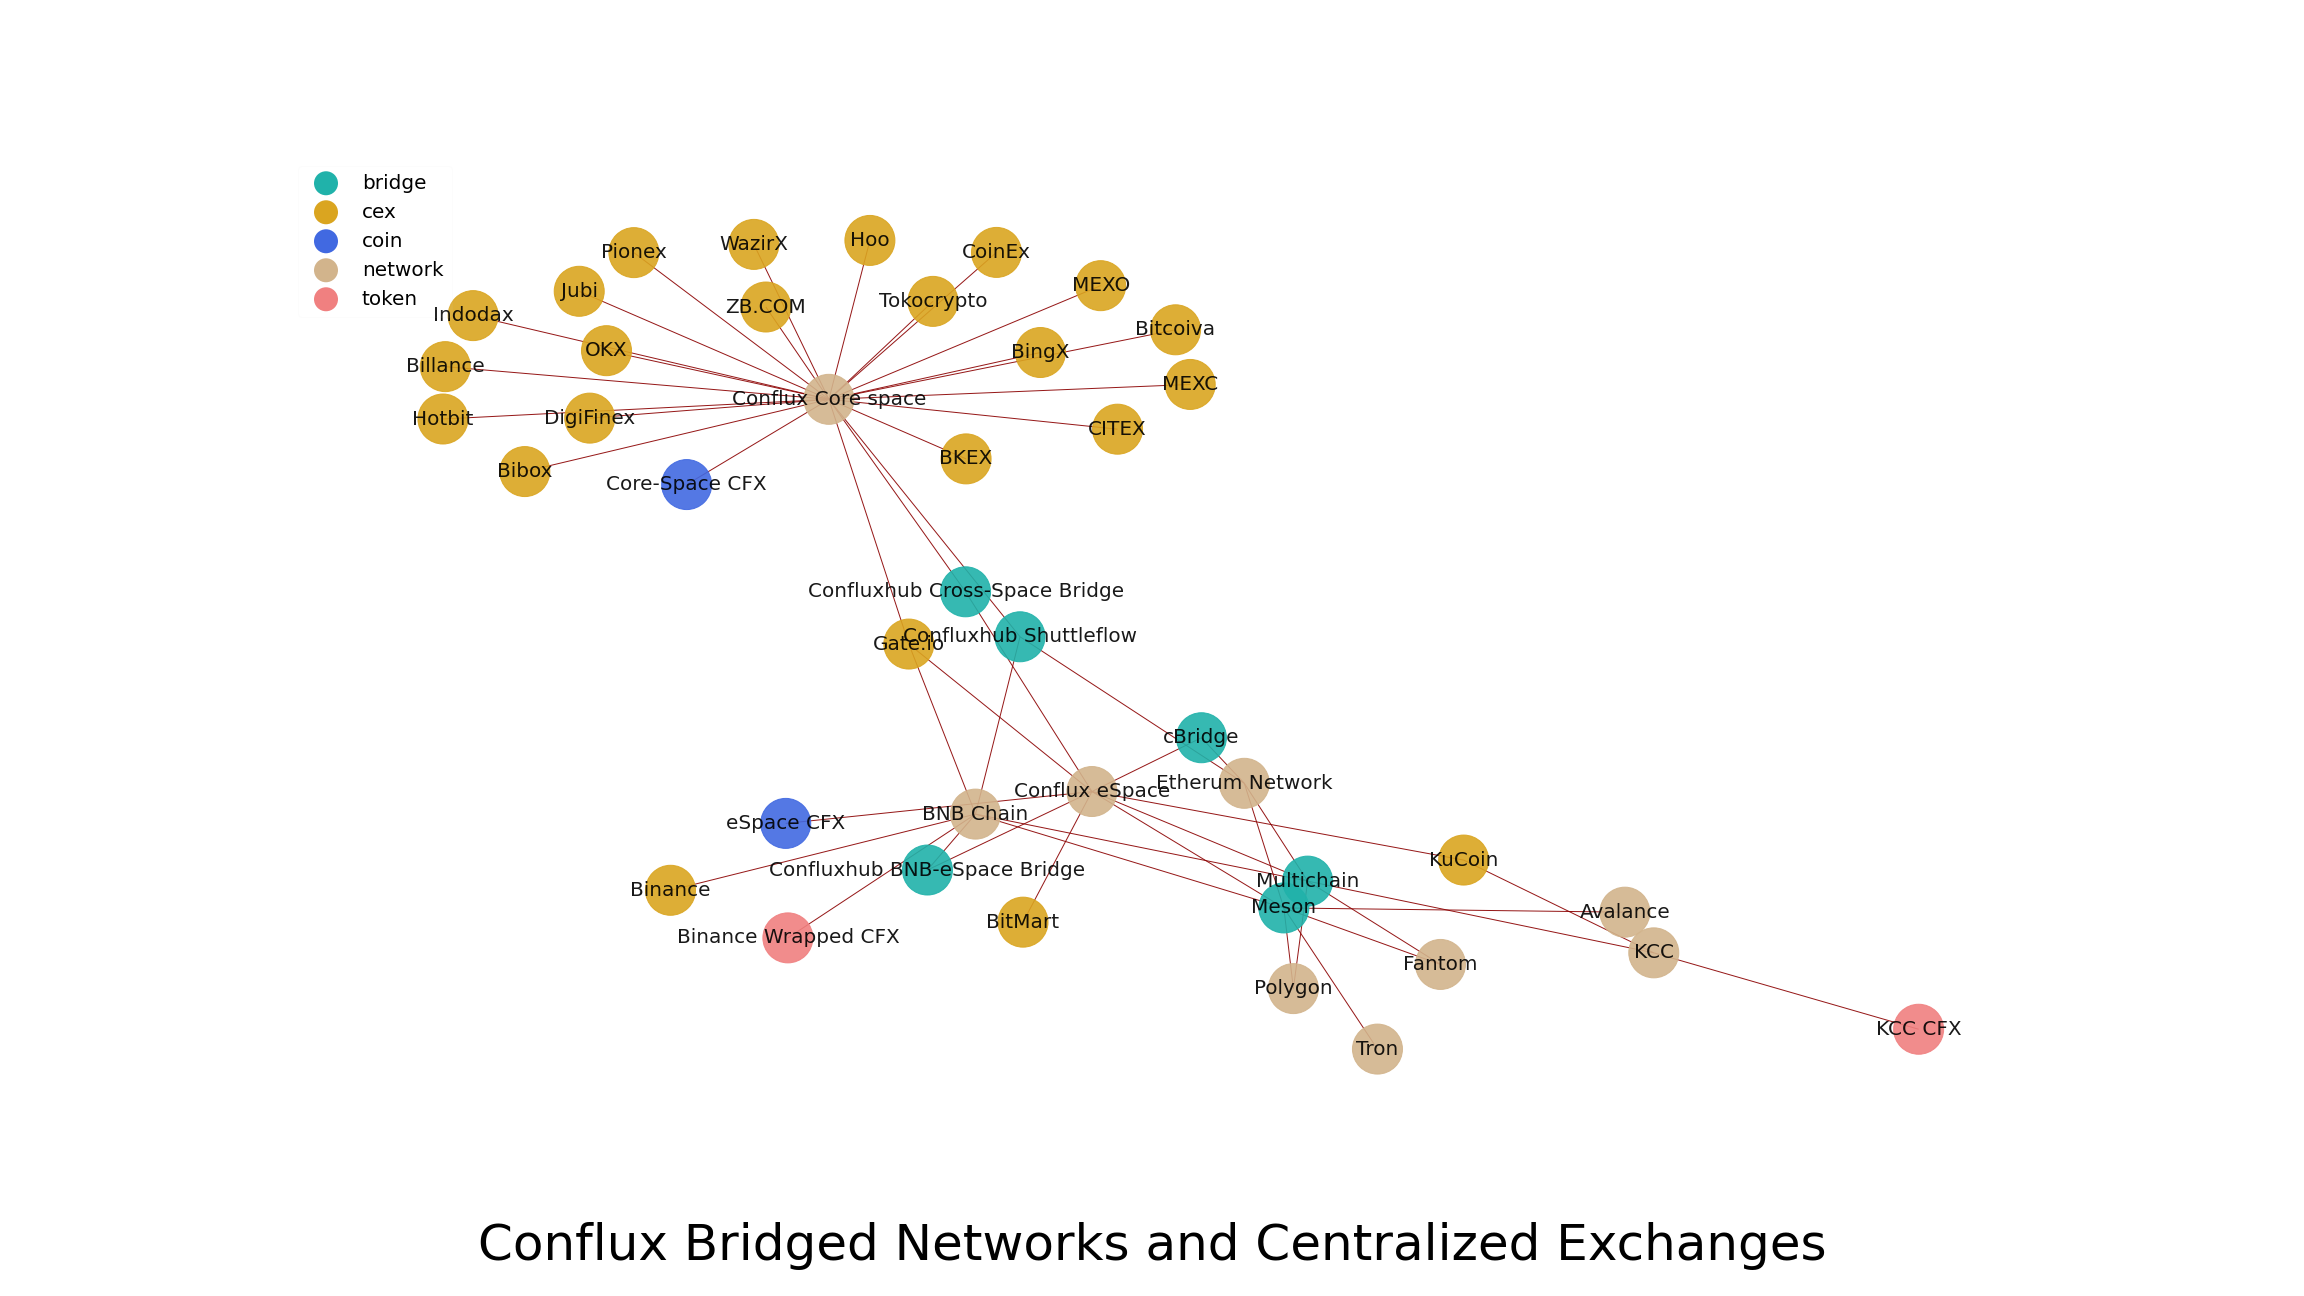 bridge
cex
coin
network
token
Pionex
WazirX
Hoo
CoinEx
Jubi
ZB.COM
Tokocrypto
MEXO
Indodax
Bitcoiva
OKX
BingX
Billance
MEXC
Conflux Core space
Hotbit
DigiFinex
CITEX
BKEX
Bibox
Core-Space CFX
Confluxhub Cross-Space Bridge
Confluxhub Shuttleflow
Gate.io
cBridge
Etherum Network
Conflux eSpace
BNB Chain
eSpace CFX
KuCoin
Confluxhub BNB-eSpace Bridge
Multichain
Binance
Meson
Avalance
BitMart
Binance Wrapped CFX
KCC
Fantom
Polygon
KCC CFX
Tron
Conflux Bridged Networks and Centralized Exchanges